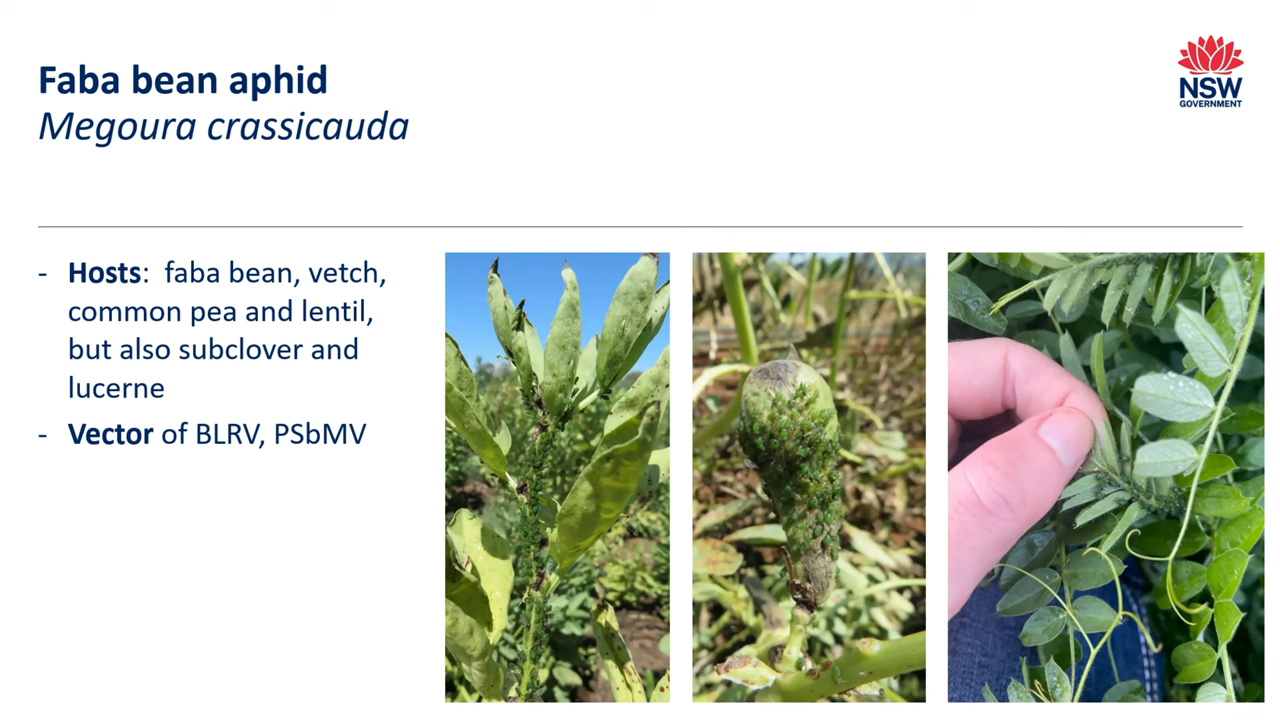 Faba bean aphid
Megoura crassicauda
NSW
GOVERNMENT
- Hosts: faba bean, vetch,
common pea and lentil,
but also subclover and
lucerne
- Vector of BLRV, PSbMV